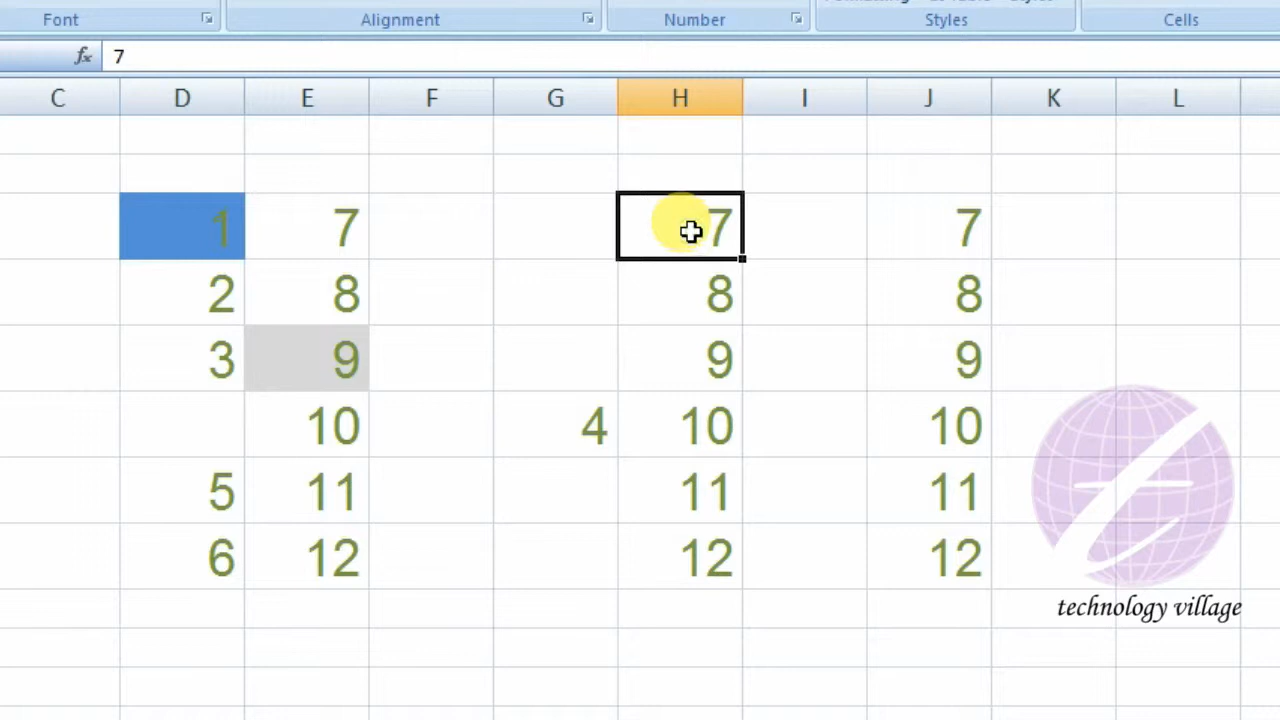 Font Alignment Number Styles Cells
fx 7
C D E F G H I J K L
1 7 7 7
2 8 8 8
3 9 9 9
10 4 10 10
5 11 11 11
6 12 12 12
technology village